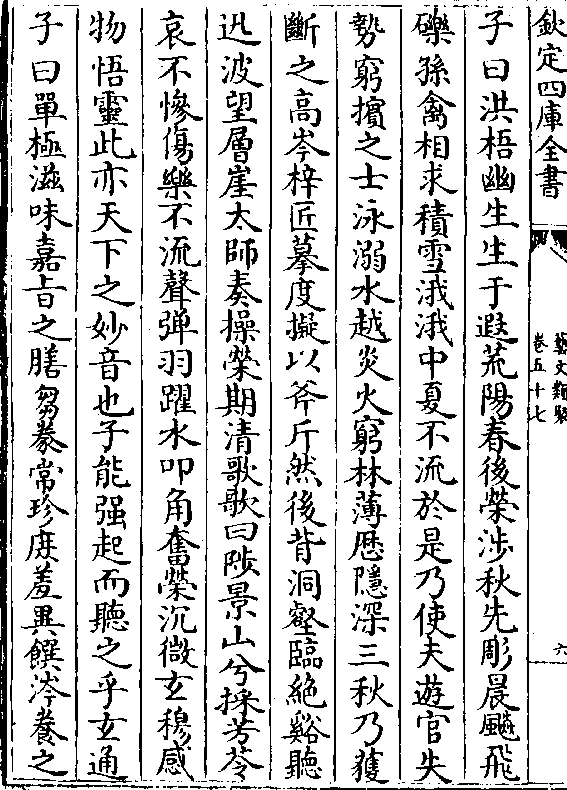 欽定四庫全書
藝文類聚
卷五十七
六
子曰洪梧幽生生于遐荒陽春後榮涉秋先彫晨飈飛
礫孫禽相求積雪涐涐中夏不流於是乃使夫遊官失
勢窮擯之士泳溺水越炎火窮林薄歴隱深三秋乃獲
斷之高岑梓匠摹度擬以斧斤然後背洞壑臨絶谿聽
迅波望層崖太師奏操榮期清歌歌曰陟景山兮採芳苓
哀不慘傷樂不流聲弹羽躍水叩角奮榮沉微玄穆感
物悟靈此亦天下之妙音也子能强起而聽之乎玄通
子曰單極滋味嘉旨之膳芻豢常珍庶羞異饌涔養之